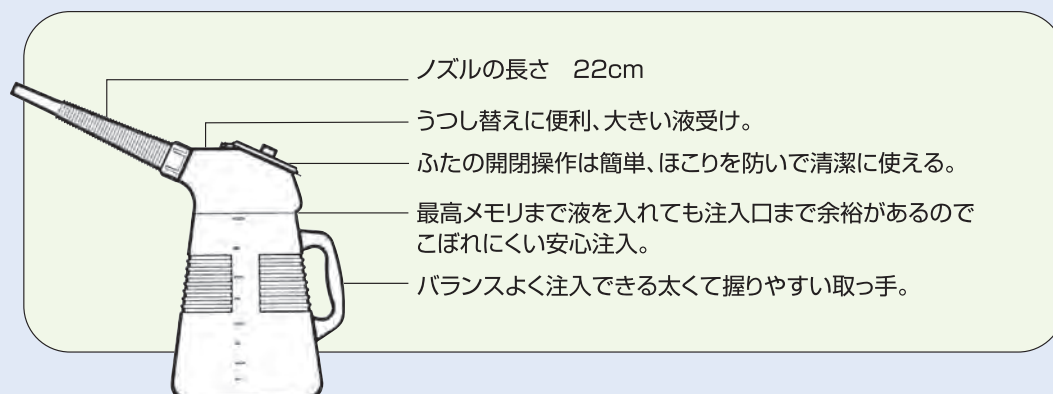 ノズルの長さ　22cm
うつし替えに便利、大きい液受け。
ふたの開閉操作は簡単、ほこりを防いで清潔に使える。
最高メモリまで液を入れても注入口まで余裕があるので
こぼれにくい安心注入。
バランスよく注入できる太くて握りやすい取っ手。